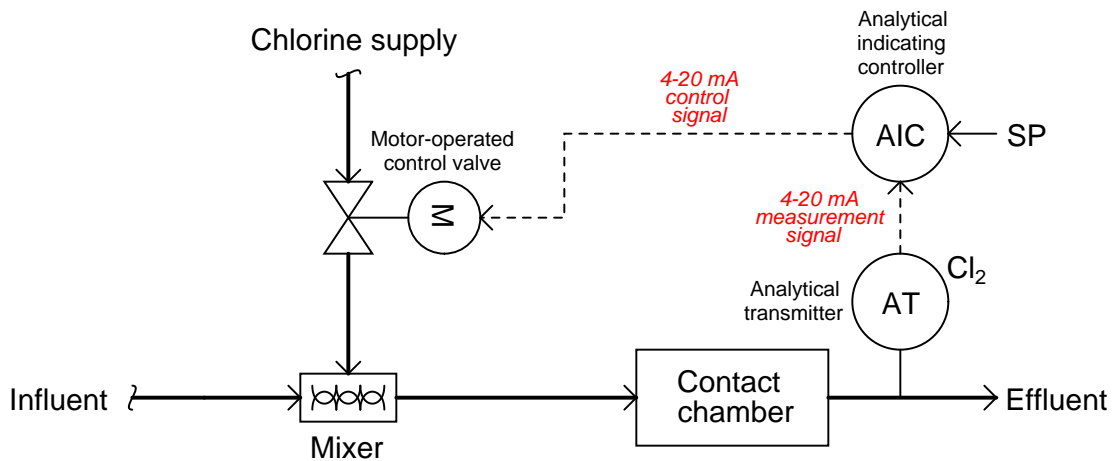 Chlorine supply
Analytical
indicating
controller
4-20 mA
control
signal
AIC
SP
Motor-operated
control valve
M
4-20 mA
measurement
signal
Cl₂
Analytical
transmitter
AT
Influent
Mixer
Contact
chamber
Effluent